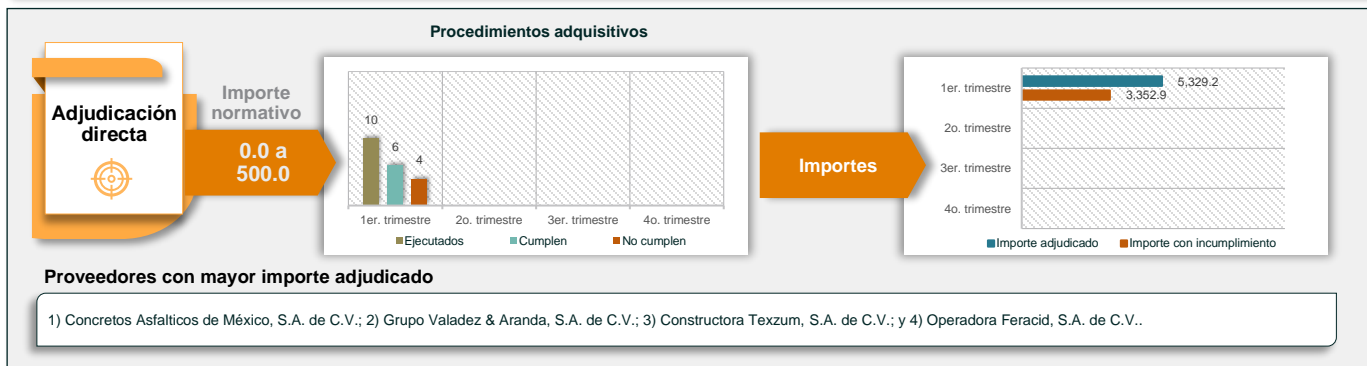 Procedimientos adquisitivos
Adjudicación
directa
Importe
normativo
0.0 a
500.0
10
6
4
1er. trimestre
2o. trimestre
3er. trimestre
4o. trimestre
Ejecutados
Cumplen
No cumplen
Importes
1er. trimestre
2o. trimestre
3er. trimestre
4o. trimestre
5,329.2
3,352.9
Importe adjudicado
Importe con incumplimiento
Proveedores con mayor importe adjudicado
1) Concretos Asfalticos de México, S.A. de C.V.; 2) Grupo Valadez & Aranda, S.A. de C.V.; 3) Constructora Texzum, S.A. de C.V.; y 4) Operadora Feracid, S.A. de C.V..